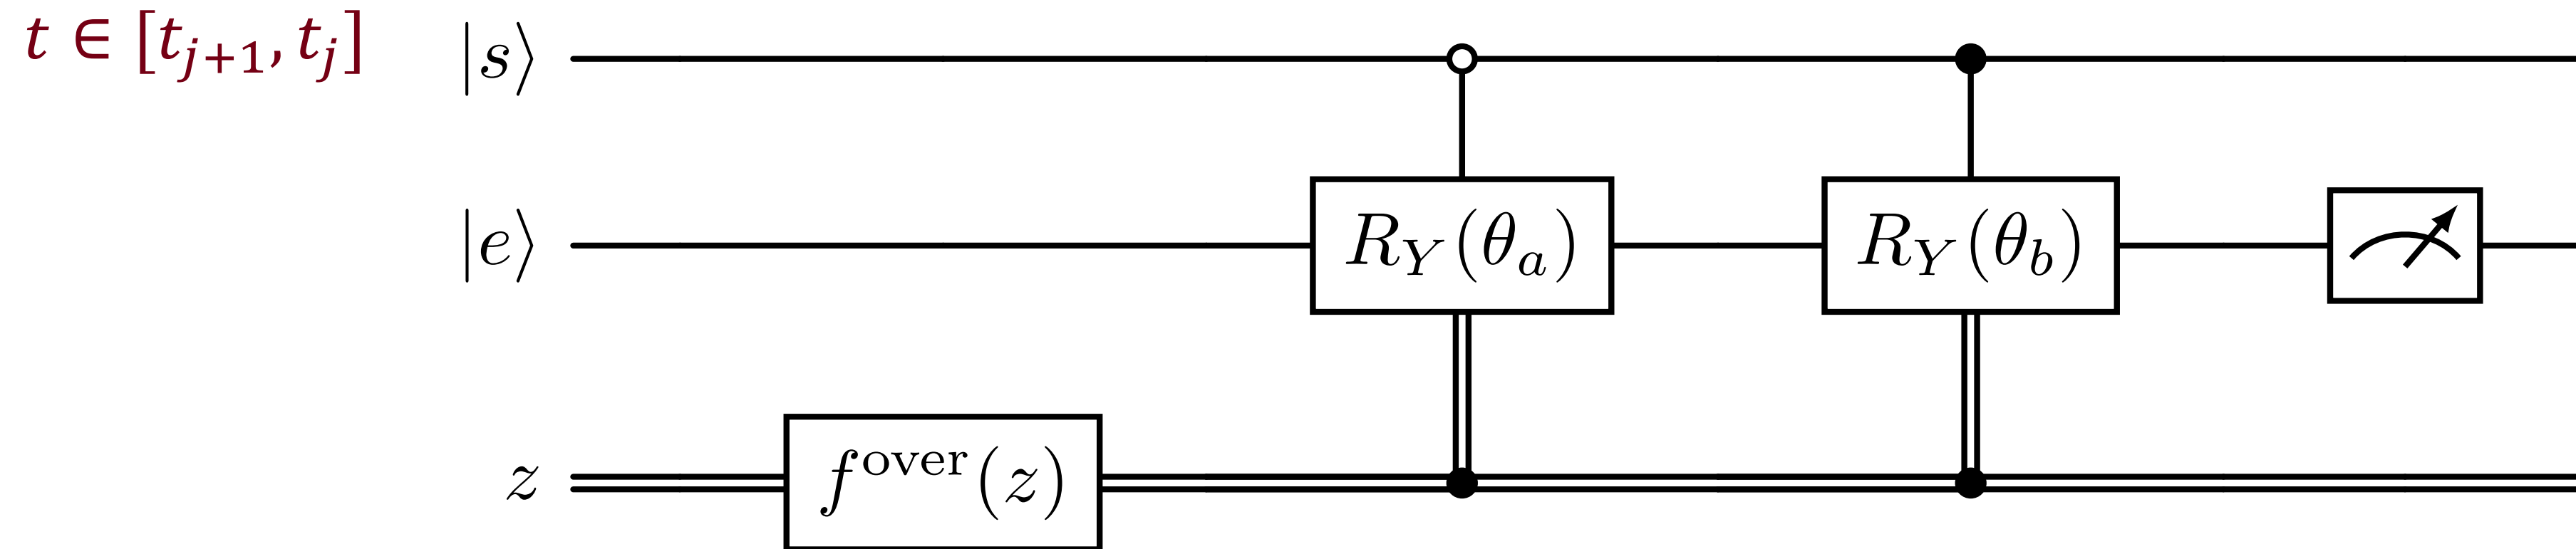 t ∈ [t_{j+1}, t_j]
|s⟩
|e⟩
R_Y(θ_a)
R_Y(θ_b)
z
f^{over}(z)